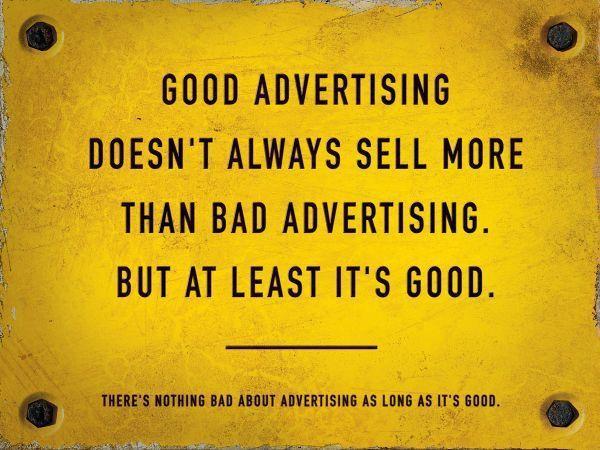 GOOD ADVERTISING
DOESN'T ALWAYS SELL MORE
THAN BAD ADVERTISING.
BUT AT LEAST IT'S GOOD.
THERE'S NOTHING BAD ABOUT ADVERTISING AS LONG AS IT'S GOOD.